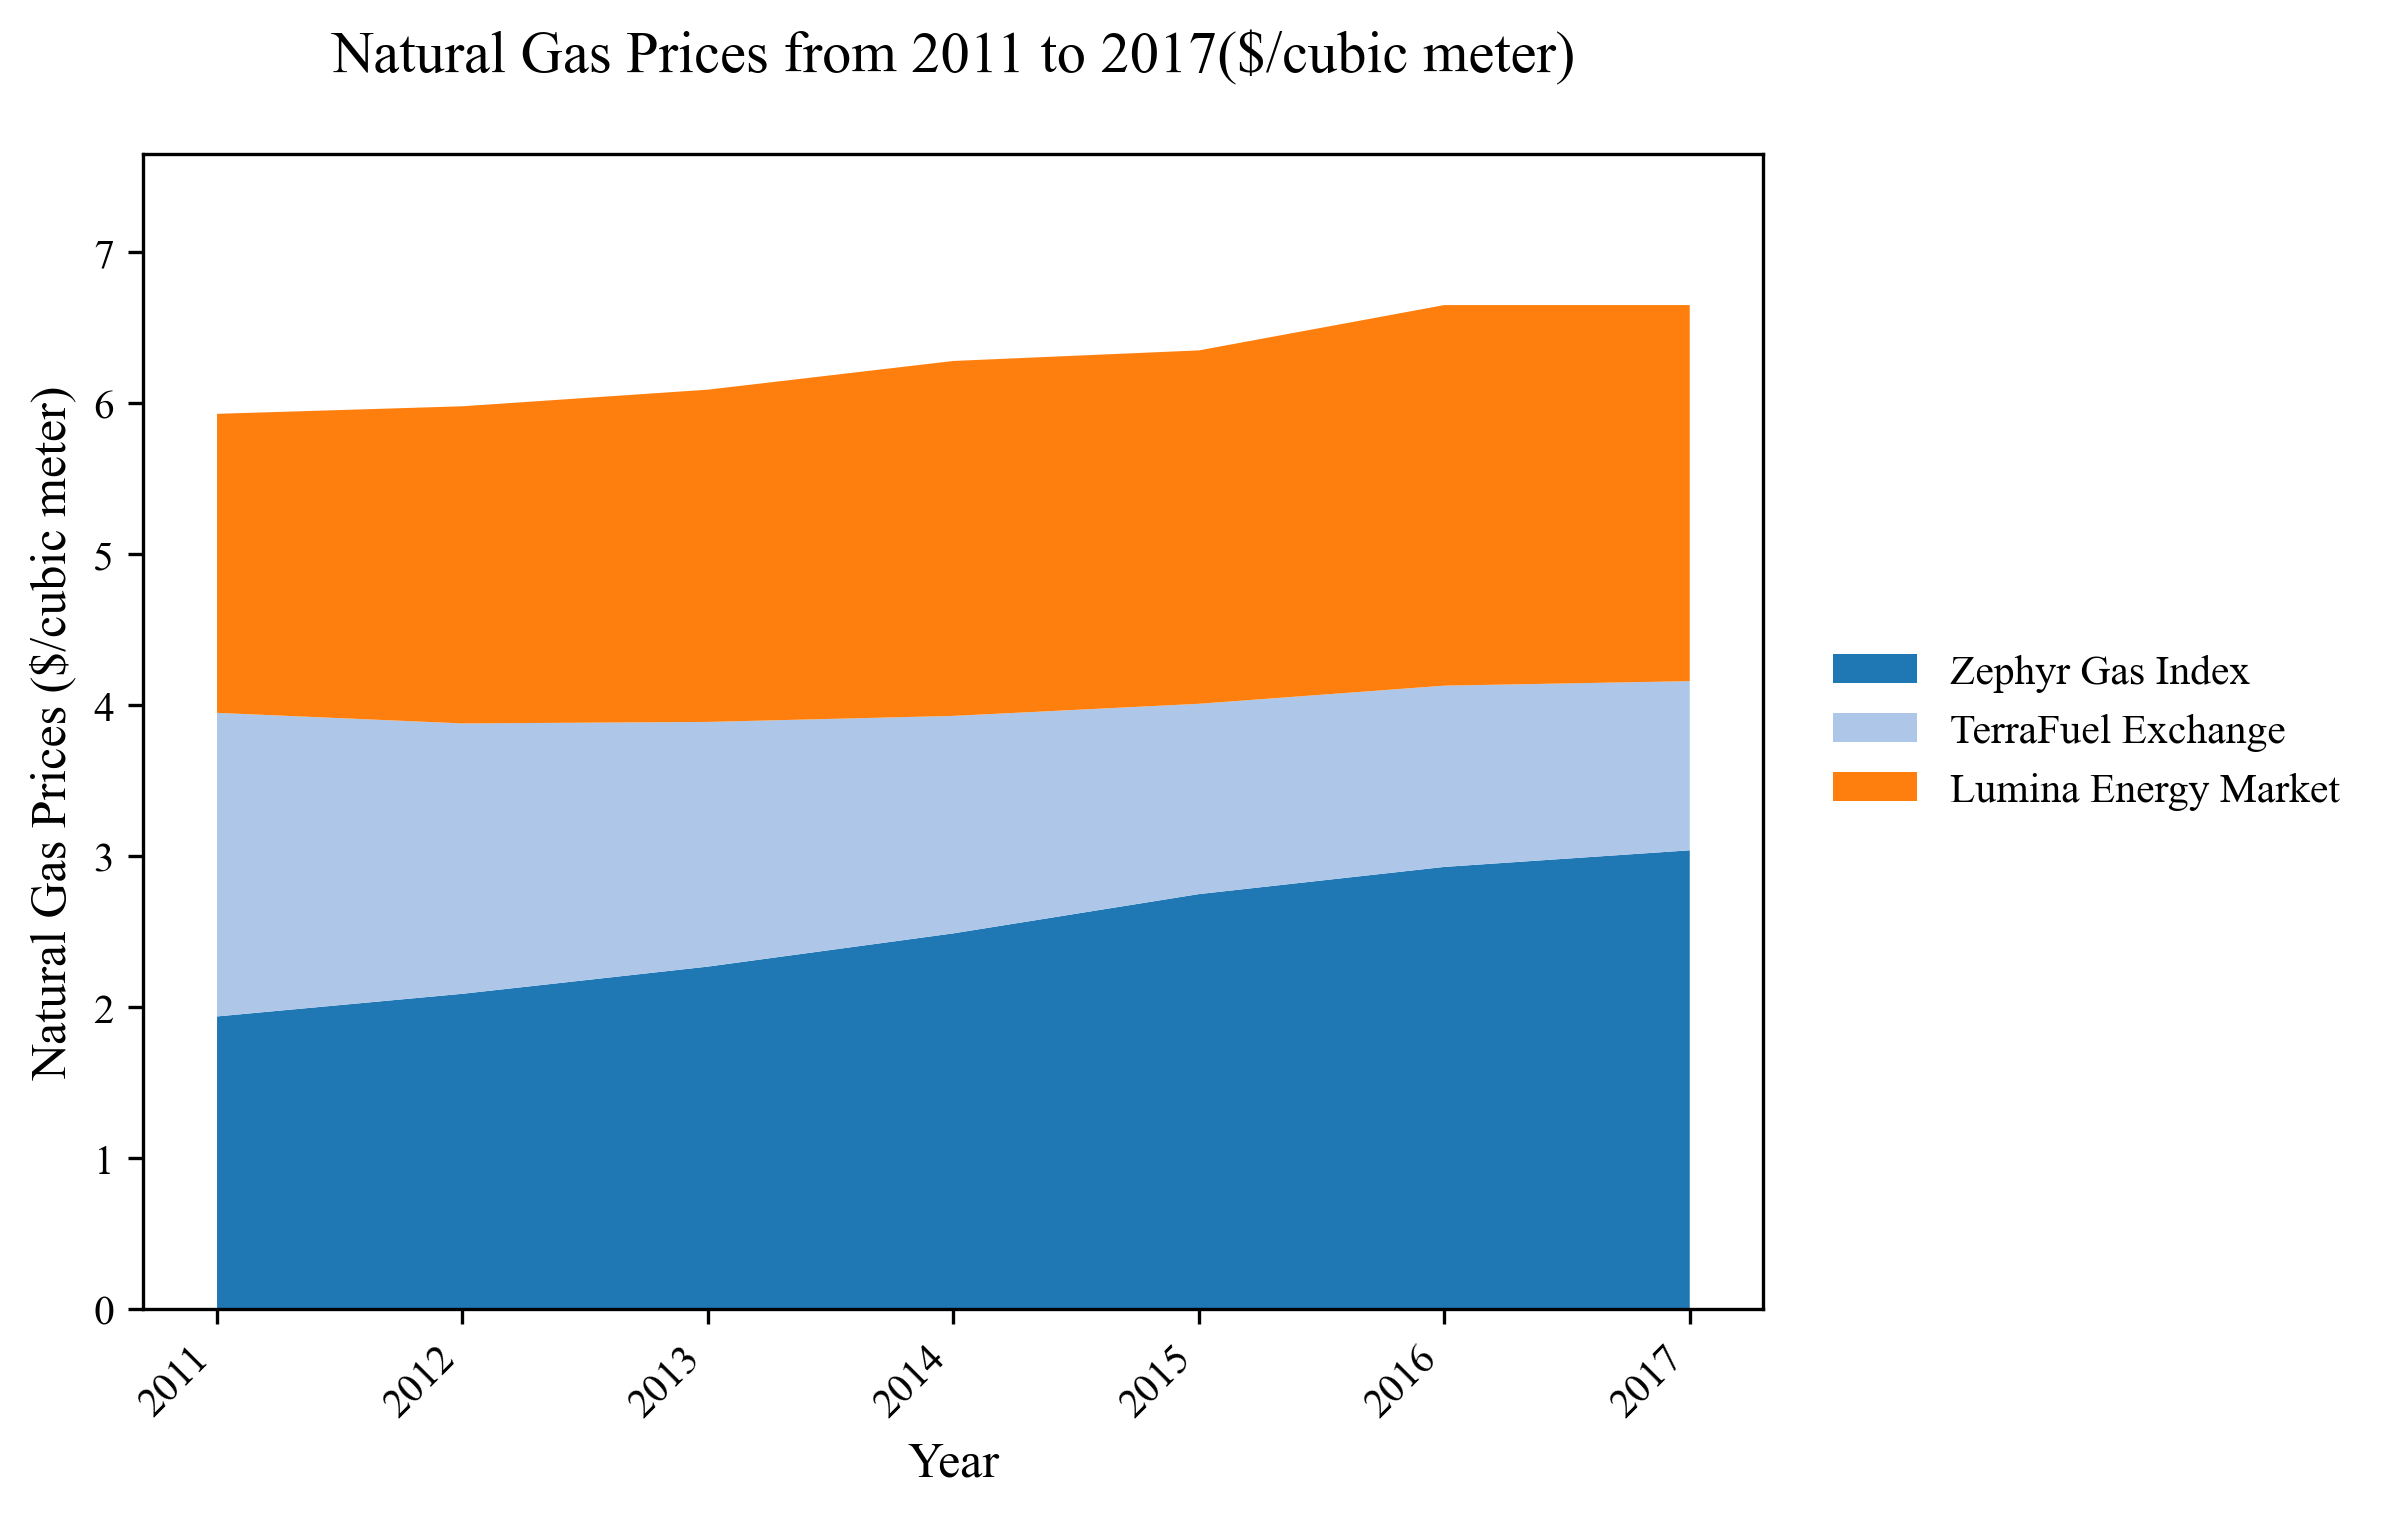 Natural Gas Prices from 2011 to 2017($/cubic meter)
Natural Gas Prices ($/cubic meter)
7
6
5
4
3
2
1
0
2011
2012
2013
2014
2015
2016
2017
Year
Zephyr Gas Index
TerraFuel Exchange
Lumina Energy Market